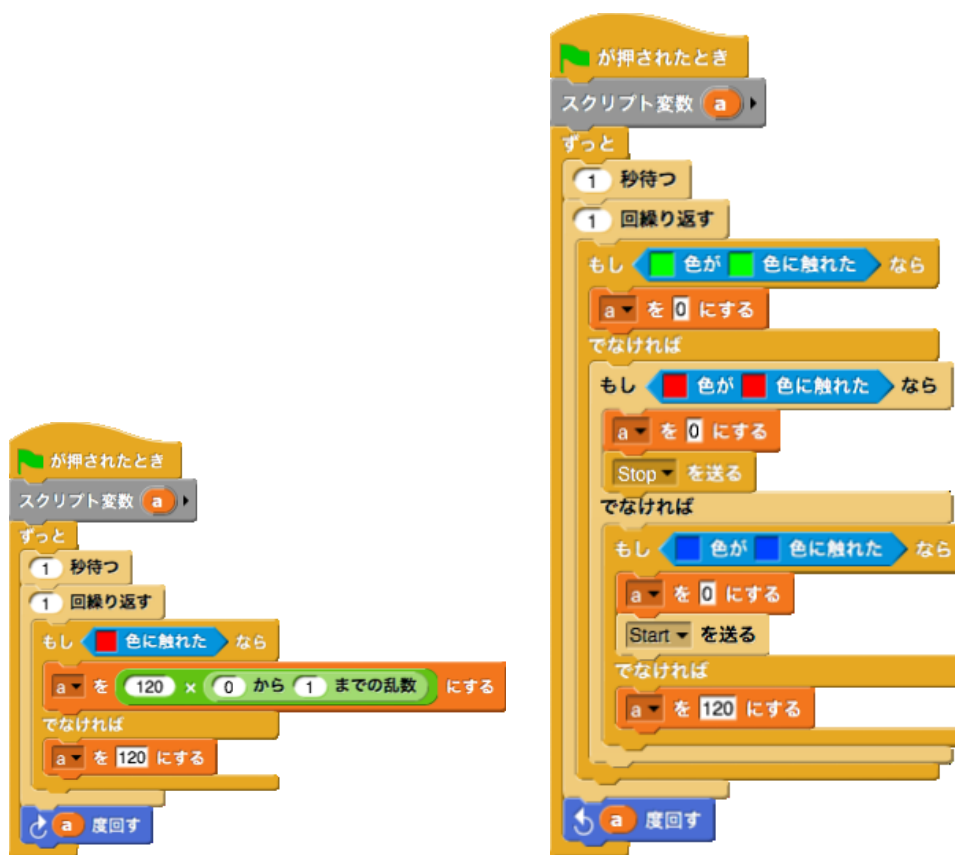 が押されたとき
スクリプト変数 a
ずっと
1 秒待つ
1 回繰り返す
もし 色に触れた なら
a を 120 × 0 から 1 までの乱数 にする
でなければ
a を 120 にする
a 度回す
が押されたとき
スクリプト変数 a
ずっと
1 秒待つ
1 回繰り返す
もし 色が 色に触れた なら
a を 0 にする
でなければ
もし 色が 色に触れた なら
a を 0 にする
Stop を送る
でなければ
もし 色が 色に触れた なら
a を 0 にする
Start を送る
でなければ
a を 120 にする
a 度回す